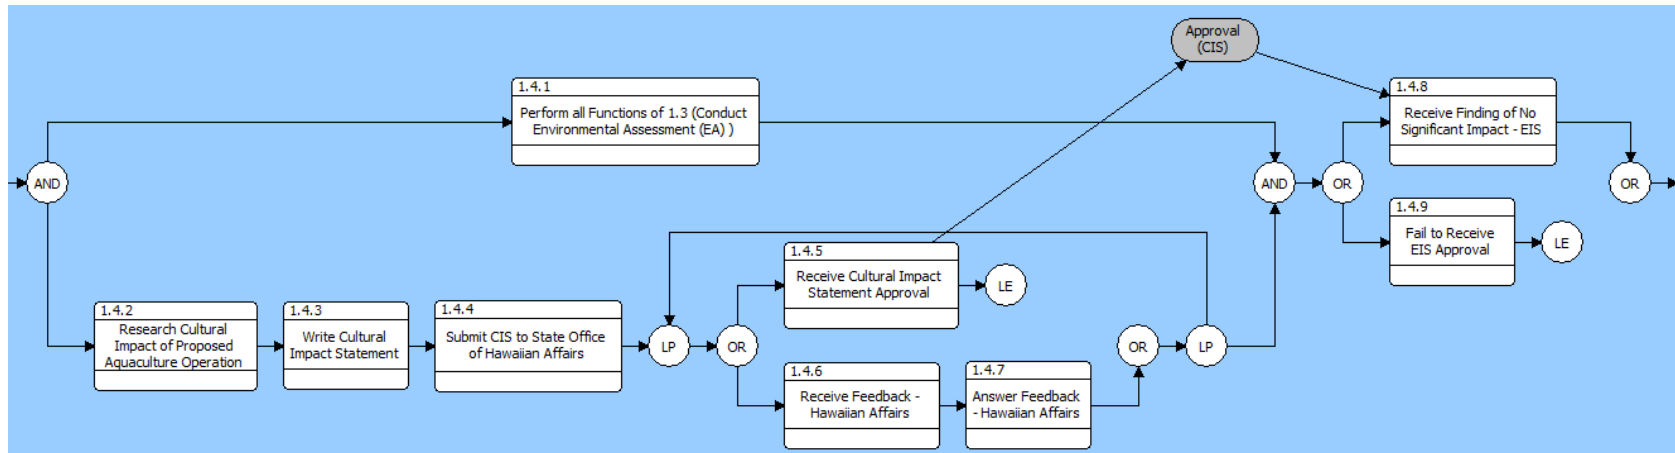 Approval
(CIS)
1.4.1
Perform all Functions of 1.3 (Conduct
Environmental Assessment (EA) )
1.4.8
Receive Finding of No
Significant Impact - EIS
AND
AND
OR
OR
1.4.9
Fail to Receive
EIS Approval
LE
1.4.5
Receive Cultural Impact
Statement Approval
LE
1.4.2
Research Cultural
Impact of Proposed
Aquaculture Operation
1.4.3
Write Cultural
Impact Statement
1.4.4
Submit CIS to State Office
of Hawaiian Affairs
LP
OR
OR
LP
1.4.6
Receive Feedback -
Hawaiian Affairs
1.4.7
Answer Feedback
- Hawaiian Affairs